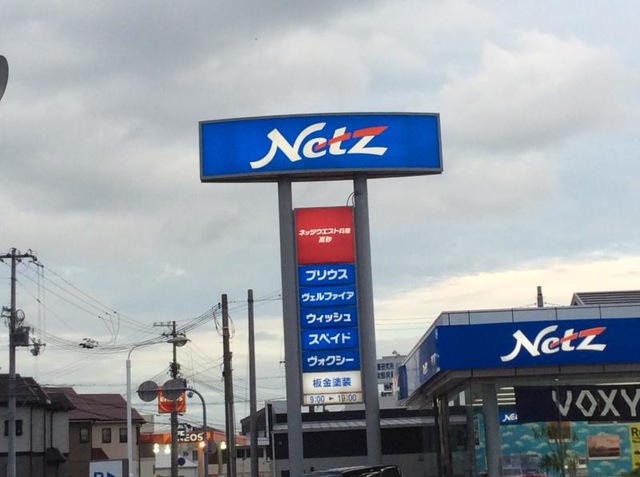 Netz
ネッツウエスト兵庫
高砂
プリウス
ヴェルファイア
ウィッシュ
スペイド
ヴォクシー
板金塗装
9:00 → 19:00
Netz
VOXY
NEOS
P